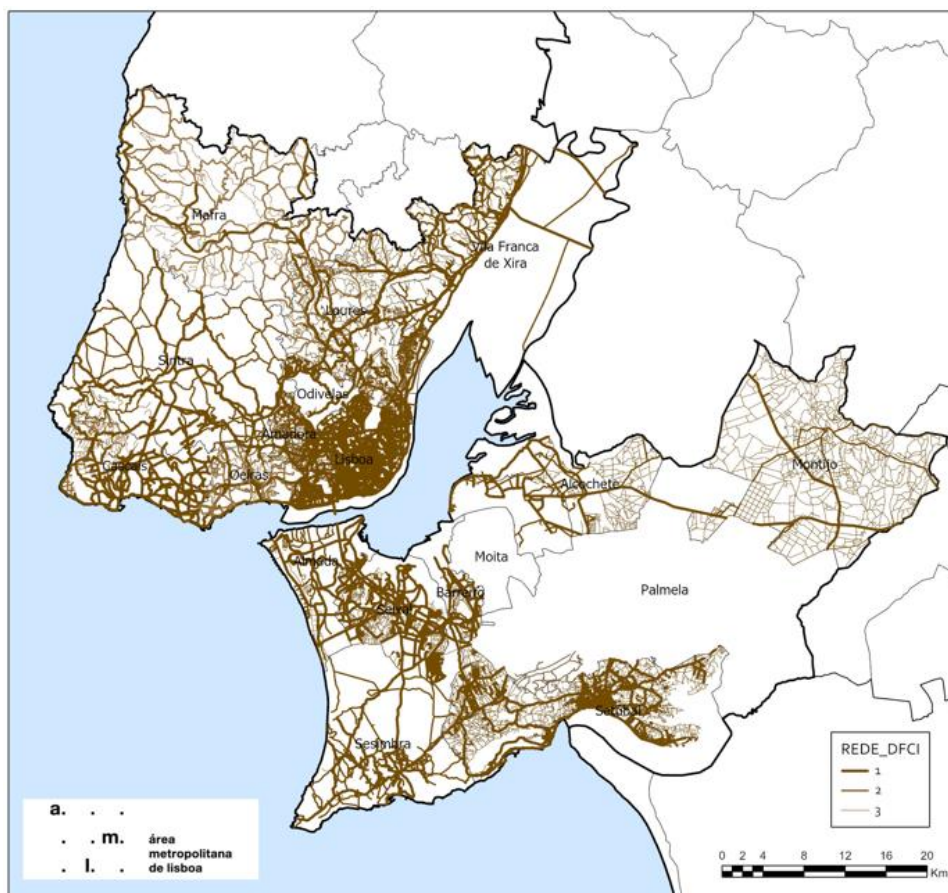 Mafra
Vila Franca
de Xira
Loures
Sintra
Odivelas
Amadora
Lisboa
Cascais
Oeiras
Montijo
Alcochete
Moita
Almada
Barreiro
Seixal
Palmela
Setúbal
Sesimbra
REDE_DFCI
1
2
3
a. . .
. . m.
. l. .
área
metropolitana
de lisboa
0 2 4 8 12 16 20
Km